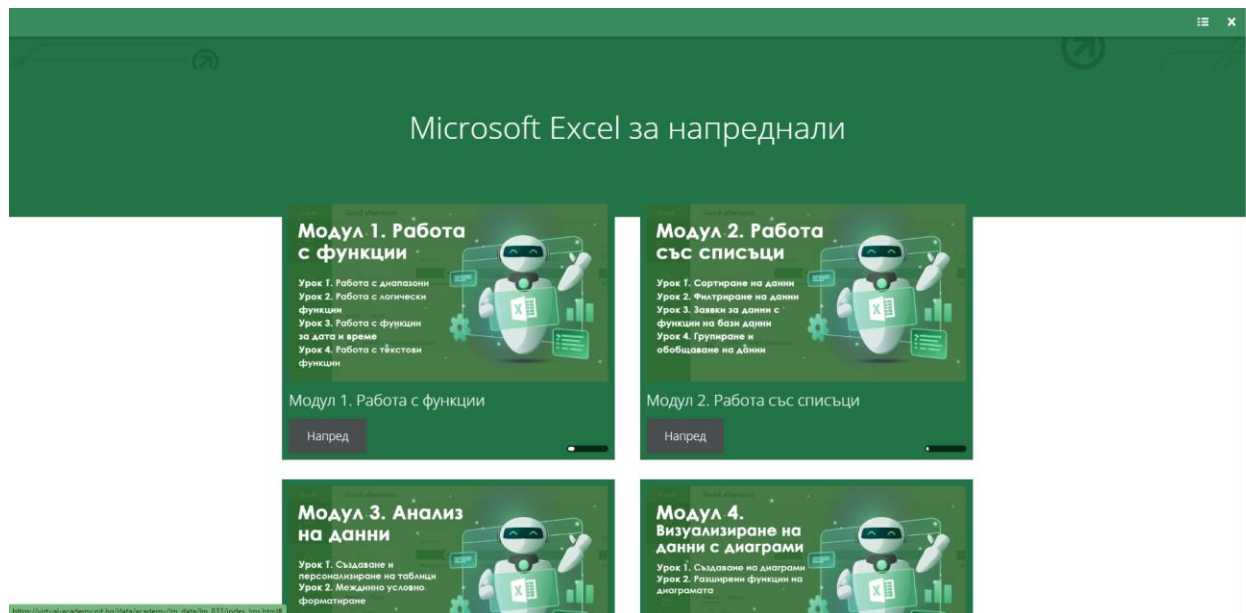 Microsoft Excel за напреднали
Модул 1. Работа
с функции
Урок 1. Работа с диапазони
Урок 2. Работа с логически
функции
Урок 3. Работа с функции
за дата и време
Урок 4. Работа с текстови
функции
Модул 1. Работа с функции
Напред
Модул 2. Работа
със списъци
Урок 1. Сортиране на данни
Урок 2. Филтриране на данни
Урок 3. Заявки за данни с
функции на бази данни
Урок 4. Групиране и
обобщаване на данни
Модул 2. Работа със списъци
Напред
Модул 3. Анализ
на данни
Урок 1. Създаване и
персонализиране на таблици
Урок 2. Междинно условно
форматиране
Модул 4.
Визуализиране на
данни с диаграми
Урок 1. Създаване на диаграми
Урок 2. Разширени функции на
диаграмата